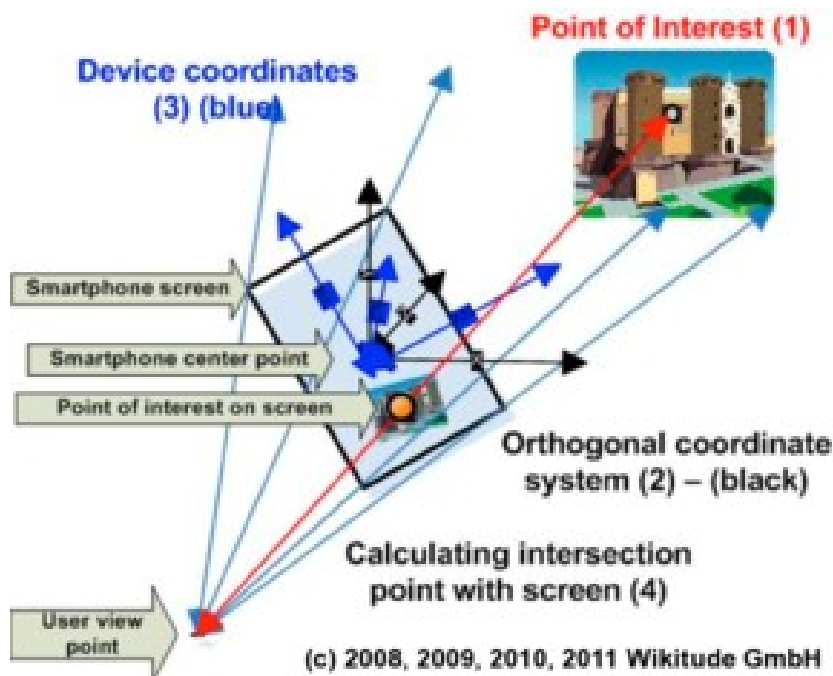 Point of Interest (1)
Device coordinates
(3) (blue)
Smartphone screen
Smartphone center point
Point of interest on screen
Orthogonal coordinate
system (2) – (black)
Calculating intersection
point with screen (4)
User view
point
(c) 2008, 2009, 2010, 2011 Wikitude GmbH